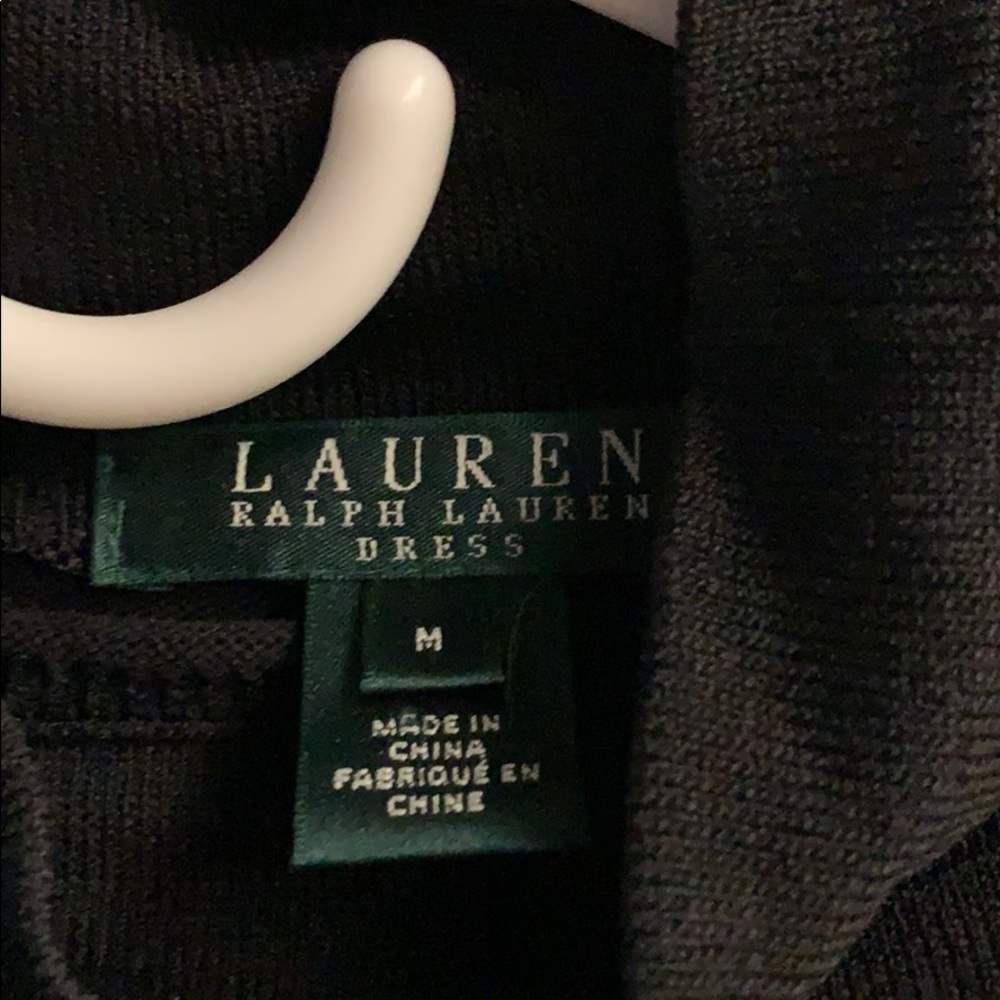 LAUREN
RALPH LAUREN
DRESS
M
MADE IN
CHINA
FABRIQUÉ EN
CHINE